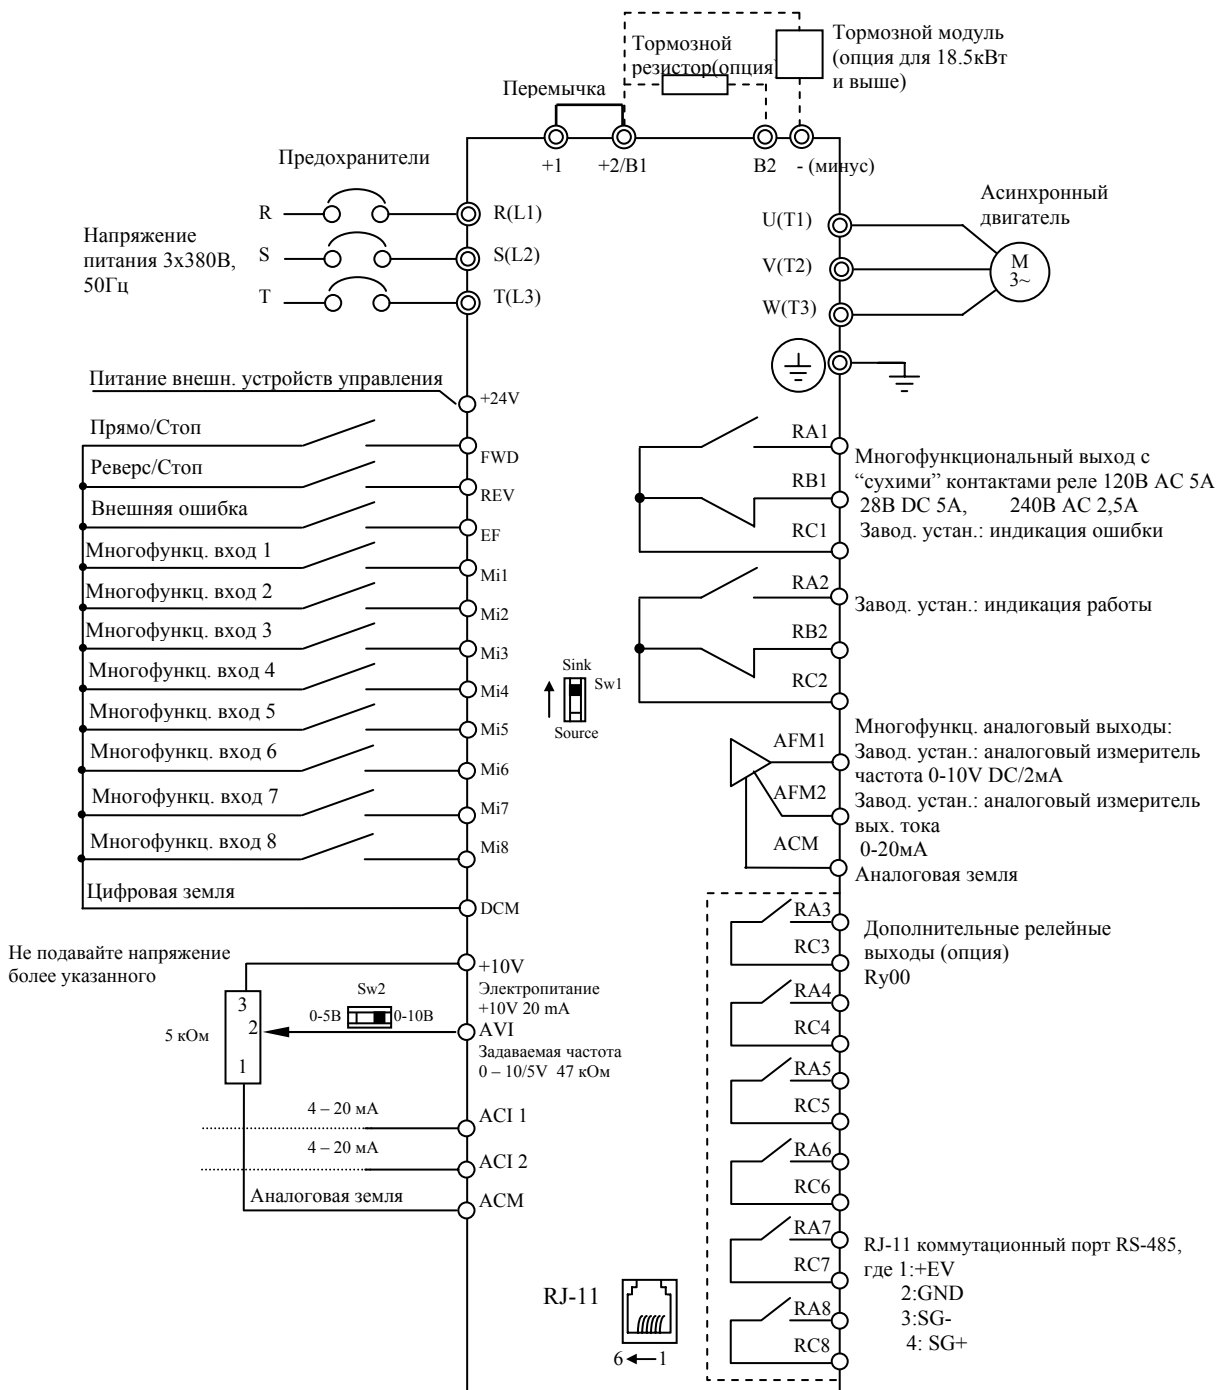 Тормозной модуль
(опция для 18.5кВт
и выше)
Тормозной
резистор(опция
Перемычка
+1
+2/B1
B2
- (минус)
Предохранители
Напряжение
питания 3х380В,
50Гц
R
R(L1)
S
S(L2)
T
T(L3)
Асинхронный
двигатель
U(T1)
V(T2)
W(T3)
M
3~
Питание внешн. устройств управления
+24V
Прямо/Стоп
FWD
Реверс/Стоп
REV
Внешняя ошибка
EF
Многофункц. вход 1
Mi1
Многофункц. вход 2
Mi2
Многофункц. вход 3
Mi3
Многофункц. вход 4
Mi4
Многофункц. вход 5
Mi5
Многофункц. вход 6
Mi6
Многофункц. вход 7
Mi7
Многофункц. вход 8
Mi8
Цифровая земля
DCM
Sink
Sw1
Source
RA1
RB1
RC1
Многофункциональный выход с
“сухими” контактами реле 120В AC 5А
28В DC 5А, 240В AC 2,5А
Завод. устан.: индикация ошибки
RA2
RB2
RC2
Завод. устан.: индикация работы
AFM1
AFM2
ACM
Многофункц. аналоговый выходы:
Завод. устан.: аналоговый измеритель
частота 0-10V DC/2мА
Завод. устан.: аналоговый измеритель
вых. тока
0-20мА
Аналоговая земля
Не подавайте напряжение
более указанного
+10V
Электропитание
+10V 20 mA
Sw2
0-5В
0-10В
AVI
Задаваемая частота
0 – 10/5V 47 кОм
5 кОм
3
2
1
4 – 20 мА
ACI 1
4 – 20 мА
ACI 2
Аналоговая земля
ACM
RA3
RC3
RA4
RC4
RA5
RC5
RA6
RC6
RA7
RC7
RA8
RC8
Дополнительные релейные
выходы (опция)
Ry00
RJ-11
6
1
RJ-11 коммутационный порт RS-485,
где 1:+EV
2:GND
3:SG-
4: SG+